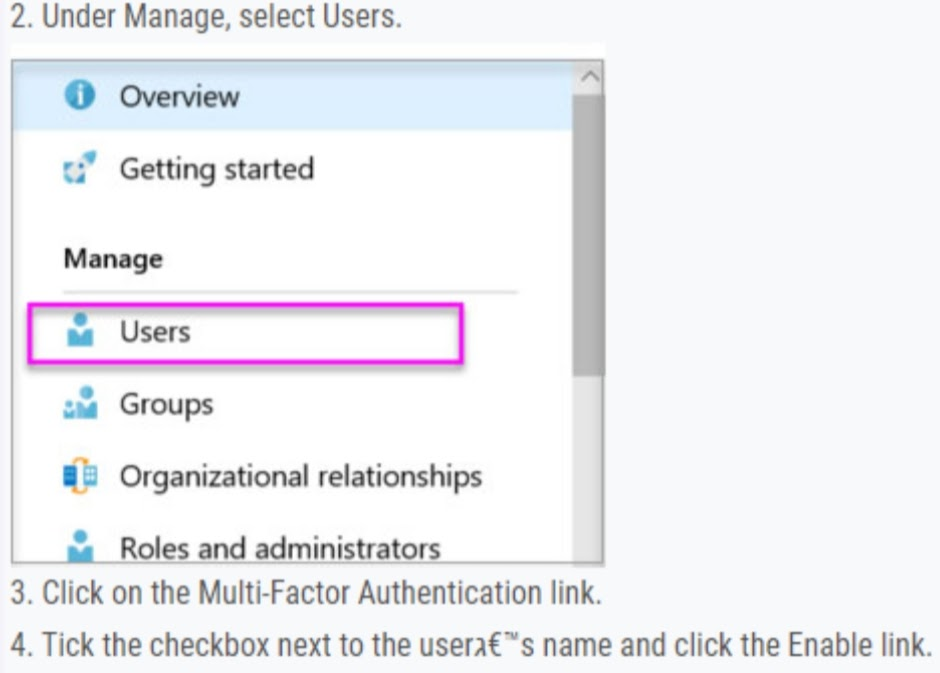 2. Under Manage, select Users.
Overview
Getting started
Manage
Users
Groups
Organizational relationships
Roles and administrators
3. Click on the Multi-Factor Authentication link.
4. Tick the checkbox next to the userג€™s name and click the Enable link.